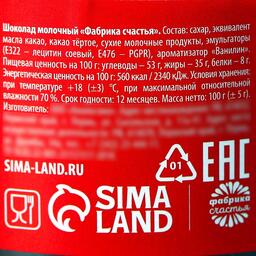 Шоколад молочный «Фабрика счастья». Состав: сахар, эквивалент
масла какао, какао тёртое, сухие молочные продукты, эмульгаторы
(Е322 – лецитин соевый, Е476 – PGPR), ароматизатор «Ванилин».
Пищевая ценность на 100 г: углеводы – 53 г, жиры – 35 г, белки – 8 г.
Энергетическая ценность на 100 г: 560 ккал / 2340 кДж. Условия хранения:
при температуре +18 (±3) °С, при максимальной относительной
влажности 70 %. Срок годности: 12 месяцев. Масса нетто: 100 г (± 5 г).
Изготовитель:
SIMA-LAND.RU
01
EAC
SIMA
LAND
фабрика
счастья